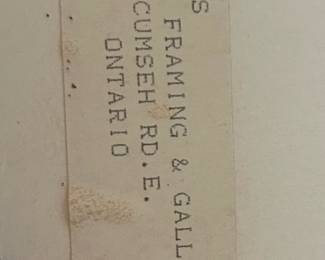 S
FRAMING & GALL
CUMSEH RD. E.
ONTARIO